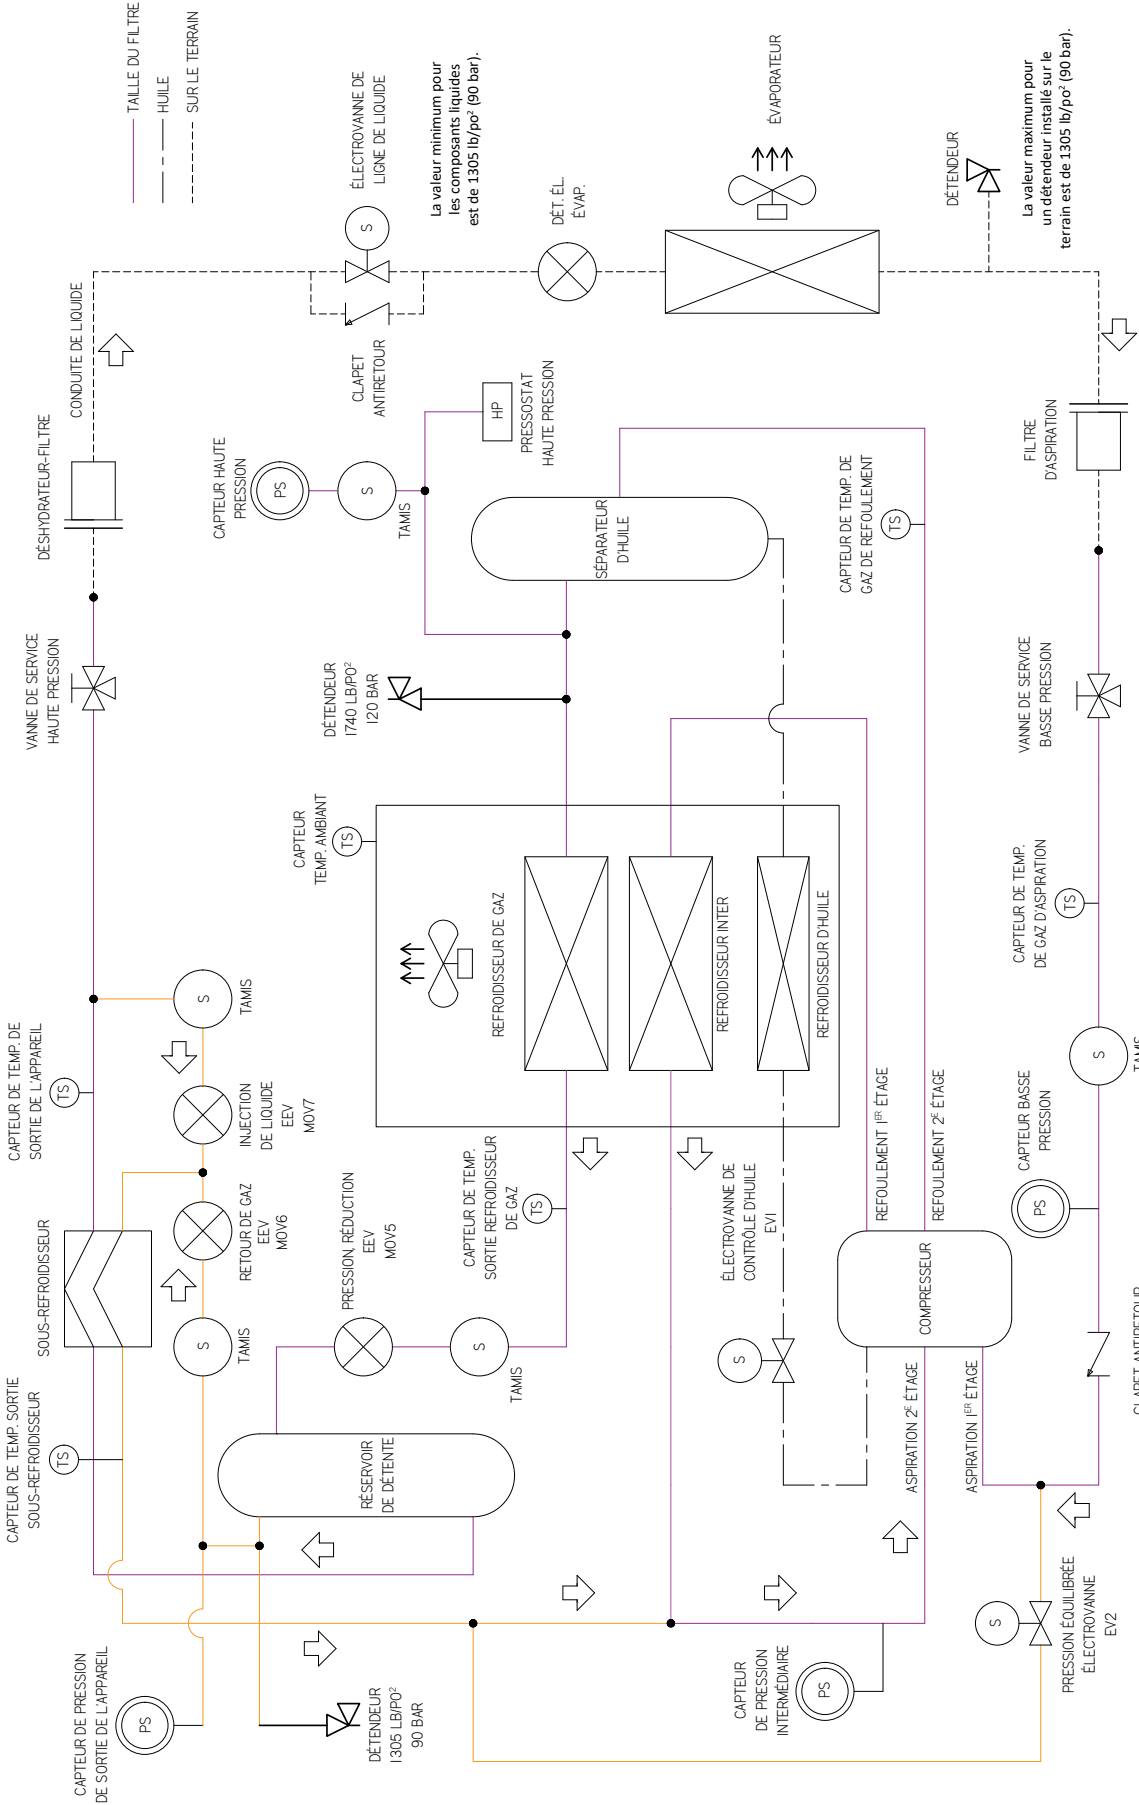 CAPTEUR DE PRESSION
DE SORTIE DE L'APPAREIL
PS
CAPTEUR DE TEMP. SORTIE
SOUS-REFROIDISSEUR
TS
SOUS-REFROIDISSEUR
CAPTEUR DE TEMP. DE
SORTIE DE L'APPAREIL
TS
VANNE DE SERVICE
HAUTE PRESSION
DÉSHYDRATEUR-FILTRE
CONDUITE DE LIQUIDE
TAILLE DU FILTRE
HUILE
SUR LE TERRAIN
S
TAMIS
RETOUR DE GAZ
EEV
MOV6
INJECTION
DE LIQUIDE
EEV
MOV7
S
TAMIS
DÉTENDEUR
1305 LB/PO²
90 BAR
RÉSERVOIR
DE DÉTENTE
PRESSION, RÉDUCTION
EEV
MOV5
S
TAMIS
CAPTEUR DE TEMP.
SORTIE REFROIDISSEUR
DE GAZ
TS
CAPTEUR
TEMP. AMBIANT
TS
REFROIDISSEUR DE GAZ
REFROIDISSEUR INTER
REFROIDISSEUR D'HUILE
DÉTENDEUR
1740 LB/PO²
120 BAR
CAPTEUR HAUTE
PRESSION
PS
S
TAMIS
HP
PRESSOSTAT
HAUTE PRESSION
CLAPET
ANTIRETOUR
S
ÉLECTROVANNE DE
LIGNE DE LIQUIDE
La valeur minimum pour
les composants liquides
est de 1305 lb/po² (90 bar).
SÉPARATEUR
D'HUILE
DÉT. ÉL.
ÉVAP.
ÉVAPORATEUR
CAPTEUR
DE PRESSION
INTERMÉDIAIRE
PS
ÉLECTROVANNE DE
CONTRÔLE D'HUILE
EV1
S
REFOULEMENT 1ER ÉTAGE
REFOULEMENT 2E ÉTAGE
COMPRESSEUR
ASPIRATION 2E ÉTAGE
ASPIRATION 1ER ÉTAGE
CAPTEUR DE TEMP. DE
GAZ DE REFOULEMENT
TS
DÉTENDEUR
La valeur maximum pour
un détendeur installé sur le
terrain est de 1305 lb/po² (90 bar).
S
PRESSION ÉQUILIBRÉE
ÉLECTROVANNE
EV2
CAPTEUR BASSE
PRESSION
PS
CAPTEUR DE TEMP.
DE GAZ D'ASPIRATION
TS
VANNE DE SERVICE
BASSE PRESSION
FILTRE
D'ASPIRATION
CLAPET ANTIRETOUR
S
TAMIS